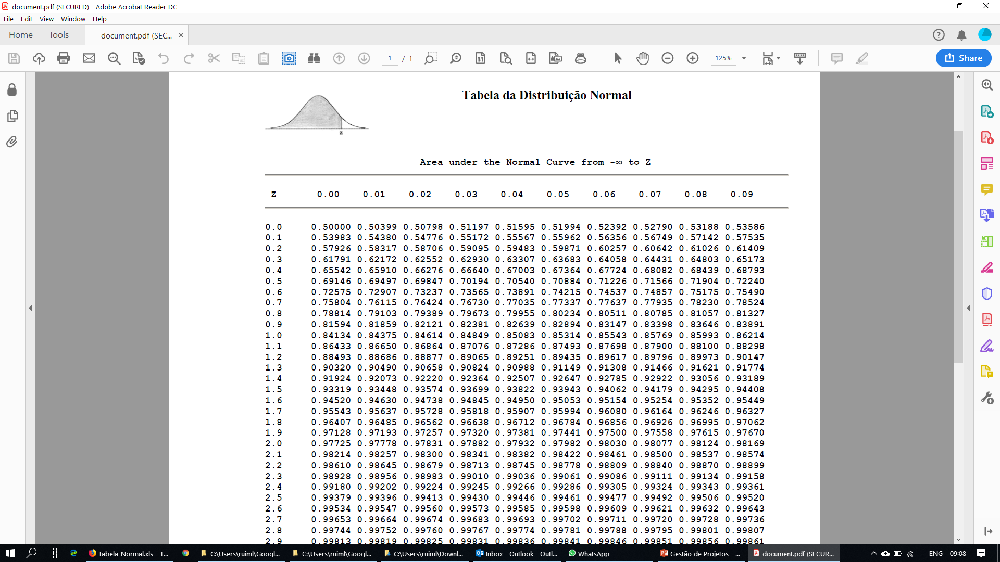 document.pdf (SECURED) - Adobe Acrobat Reader DC
File Edit View Window Help
Home Tools document.pdf (SEC... ×
1 / 1 125% Share
Tabela da Distribuição Normal
z
Area under the Normal Curve from -∞ to Z
Z 0.00 0.01 0.02 0.03 0.04 0.05 0.06 0.07 0.08 0.09
0.0 0.50000 0.50399 0.50798 0.51197 0.51595 0.51994 0.52392 0.52790 0.53188 0.53586
0.1 0.53983 0.54380 0.54776 0.55172 0.55567 0.55962 0.56356 0.56749 0.57142 0.57535
0.2 0.57926 0.58317 0.58706 0.59095 0.59483 0.59871 0.60257 0.60642 0.61026 0.61409
0.3 0.61791 0.62172 0.62552 0.62930 0.63307 0.63683 0.64058 0.64431 0.64803 0.65173
0.4 0.65542 0.65910 0.66276 0.66640 0.67003 0.67364 0.67724 0.68082 0.68439 0.68793
0.5 0.69146 0.69497 0.69847 0.70194 0.70540 0.70884 0.71226 0.71566 0.71904 0.72240
0.6 0.72575 0.72907 0.73237 0.73565 0.73891 0.74215 0.74537 0.74857 0.75175 0.75490
0.7 0.75804 0.76115 0.76424 0.76730 0.77035 0.77337 0.77637 0.77935 0.78230 0.78524
0.8 0.78814 0.79103 0.79389 0.79673 0.79955 0.80234 0.80511 0.80785 0.81057 0.81327
0.9 0.81594 0.81859 0.82121 0.82381 0.82639 0.82894 0.83147 0.83398 0.83646 0.83891
1.0 0.84134 0.84375 0.84614 0.84849 0.85083 0.85314 0.85543 0.85769 0.85993 0.86214
1.1 0.86433 0.86650 0.86864 0.87076 0.87286 0.87493 0.87698 0.87900 0.88100 0.88298
1.2 0.88493 0.88686 0.88877 0.89065 0.89251 0.89435 0.89617 0.89796 0.89973 0.90147
1.3 0.90320 0.90490 0.90658 0.90824 0.90988 0.91149 0.91308 0.91466 0.91621 0.91774
1.4 0.91924 0.92073 0.92220 0.92364 0.92507 0.92647 0.92785 0.92922 0.93056 0.93189
1.5 0.93319 0.93448 0.93574 0.93699 0.93822 0.93943 0.94062 0.94179 0.94295 0.94408
1.6 0.94520 0.94630 0.94738 0.94845 0.94950 0.95053 0.95154 0.95254 0.95352 0.95449
1.7 0.95543 0.95637 0.95728 0.95818 0.95907 0.95994 0.96080 0.96164 0.96246 0.96327
1.8 0.96407 0.96485 0.96562 0.96638 0.96712 0.96784 0.96856 0.96926 0.96995 0.97062
1.9 0.97128 0.97193 0.97257 0.97320 0.97381 0.97441 0.97500 0.97558 0.97615 0.97670
2.0 0.97725 0.97778 0.97831 0.97882 0.97932 0.97982 0.98030 0.98077 0.98124 0.98169
2.1 0.98214 0.98257 0.98300 0.98341 0.98382 0.98422 0.98461 0.98500 0.98537 0.98574
2.2 0.98610 0.98645 0.98679 0.98713 0.98745 0.98778 0.98809 0.98840 0.98870 0.98899
2.3 0.98928 0.98956 0.98983 0.99010 0.99036 0.99061 0.99086 0.99111 0.99134 0.99158
2.4 0.99180 0.99202 0.99224 0.99245 0.99266 0.99286 0.99305 0.99324 0.99343 0.99361
2.5 0.99379 0.99396 0.99413 0.99430 0.99446 0.99461 0.99477 0.99492 0.99506 0.99520
2.6 0.99534 0.99547 0.99560 0.99573 0.99585 0.99598 0.99609 0.99621 0.99632 0.99643
2.7 0.99653 0.99664 0.99674 0.99683 0.99693 0.99702 0.99711 0.99720 0.99728 0.99736
2.8 0.99744 0.99752 0.99760 0.99767 0.99774 0.99781 0.99788 0.99795 0.99801 0.99807
2.9 0.99813 0.99819 0.99825 0.99831 0.99836 0.99841 0.99846 0.99851 0.99856 0.99861
Tabela_Normal.xls - T... C:\Users\ruiml\Googl... C:\Users\ruiml\Googl... C:\Users\ruiml\Downl... Inbox - Outlook - Outl... WhatsApp Gestão de Projetos - ... document.pdf (SECUR... ENG 09:08